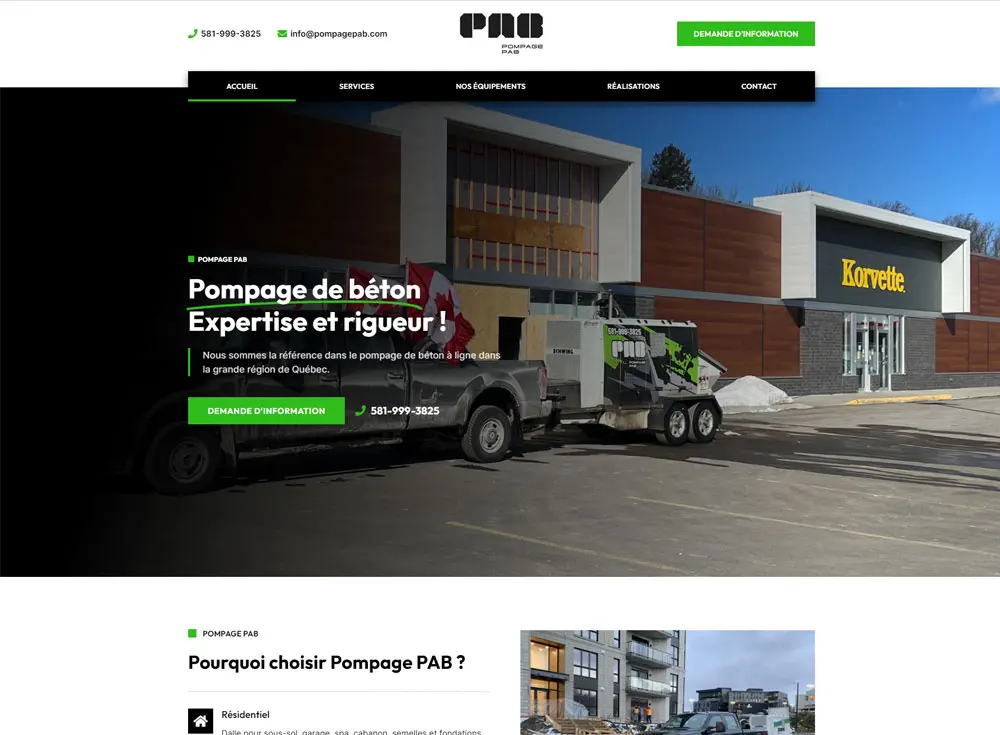 581-999-3825
info@pompagepab.com
PAB
POMPAGE
PAB
DEMANDE D'INFORMATION
ACCUEIL
SERVICES
NOS ÉQUIPEMENTS
RÉALISATIONS
CONTACT
Korvette
POMPAGE PAB
Pompage de béton
Expertise et rigueur !
581-999-3825
PAB
POMPAGE
PAB
SCHWING
Nous sommes la référence dans le pompage de béton à ligne dans
la grande région de Québec.
DEMANDE D'INFORMATION
581-999-3825
POMPAGE PAB
Pourquoi choisir Pompage PAB ?
Résidentiel
Dalle pour sous-sol, garage, spa, cabanon, semelles et fondations